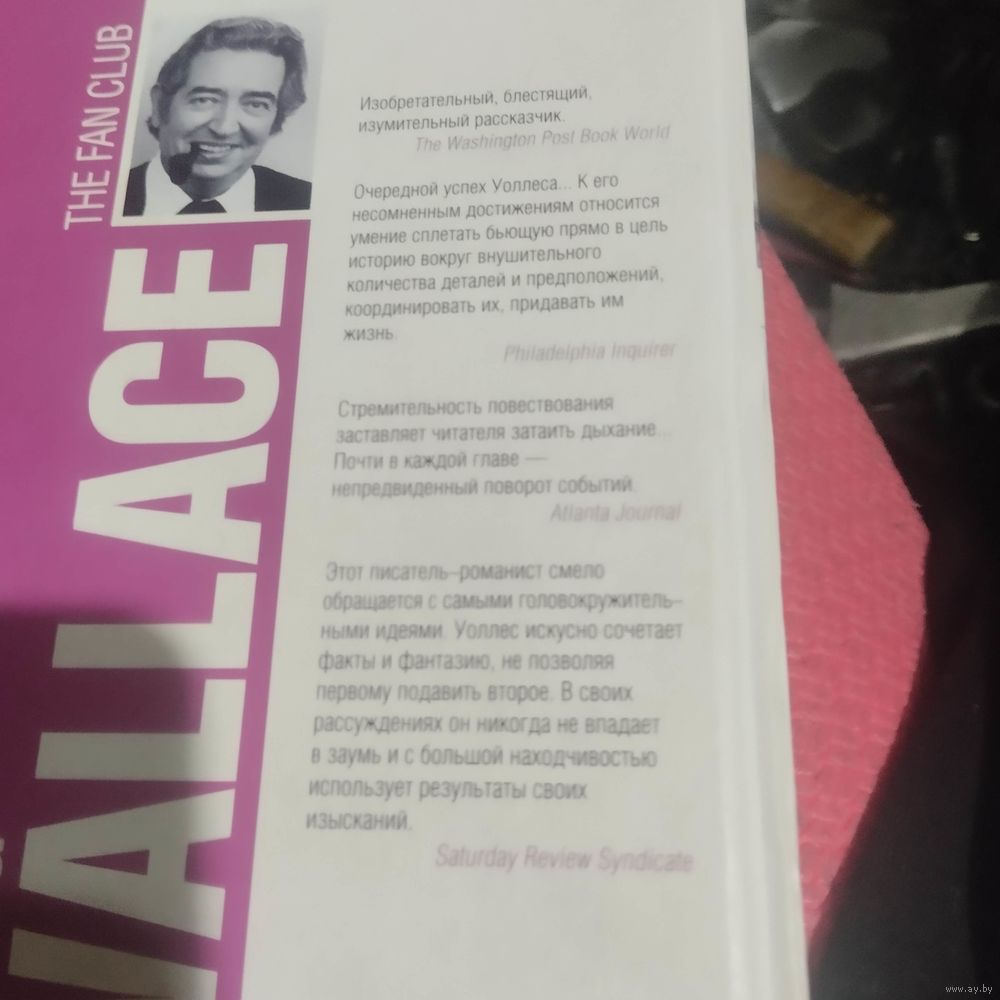 THE FAN CLUB
WALLACE
Изобретательный, блестящий,
изумительный рассказчик.
The Washington Post Book World
Очередной успех Уоллеса... К его
несомненным достижениям относится
умение сплетать бьющую прямо в цель
историю вокруг внушительного
количества деталей и предположений,
координировать их, придавать им
жизнь.
Philadelphia Inquirer
Стремительность повествования
заставляет читателя затаить дыхание...
Почти в каждой главе —
непредвиденный поворот событий.
Atlanta Journal
Этот писатель-романист смело
обращается с самыми головокружитель-
ными идеями. Уоллес искусно сочетает
факты и фантазию, не позволяя
первому подавить второе. В своих
рассуждениях он никогда не впадает
в заумь и с большой находчивостью
использует результаты своих
изысканий.
Saturday Review Syndicate
www.ay.by